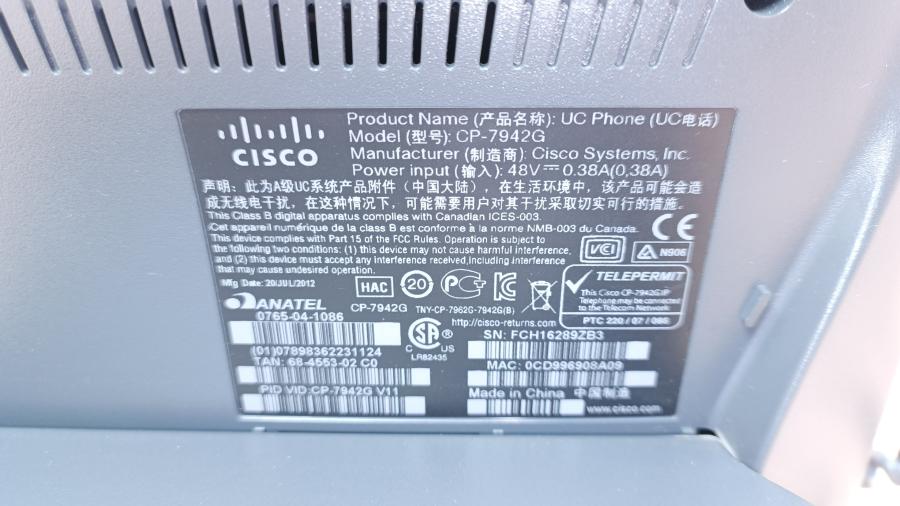 Product Name (产品名称): UC Phone (UC电话)
Model (型号): CP-7942G
CISCO
Manufacturer (制造商): Cisco Systems, Inc.
Power input (输入): 48V 0.38A(0.38A)
声明：此为A级UC系统产品附件（中国大陆），在生活环境中，该产品可能会造
成无线电干扰，在这种情况下，可能需要用户对其干扰采取切实可行的措施。
This Class B digital apparatus complies with Canadian ICES-003.
Cet appareil numérique de la class B est conforme à la norme NMB-003 du Canada.
This device complies with Part 15 of the FCC Rules. Operation is subject to
the following two conditions: (1) this device may not cause harmful interference,
and (2) this device must accept any interference received,including interference
that may cause undesired operation.
CE
VCI
N906
Mfg Date: 20/JUL/2012
HAC
20
TELEPERMIT
This Cisco CP-7942G IP
Telephone may be connected
to the Telecom Network
PTC 220 / 07 / 066
ANATEL
0765-04-1086
CP-7942G
TNY-CP-7962G-7942G(B)
http://cisco-returns.com
SA
C US
LR82435
SN: FCH16289ZB3
(01)07898362231124
TAN: 68-4553-02 C0
MAC: 0CD996908A09
PID VID:CP-7942G V11
Made in China 中国制造
www.cisco.com